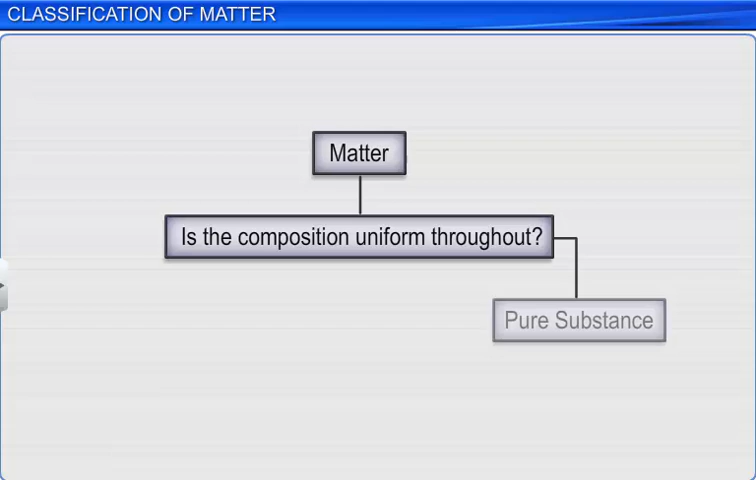 CLASSIFICATION OF MATTER
Matter
Is the composition uniform throughout?
Pure Substance